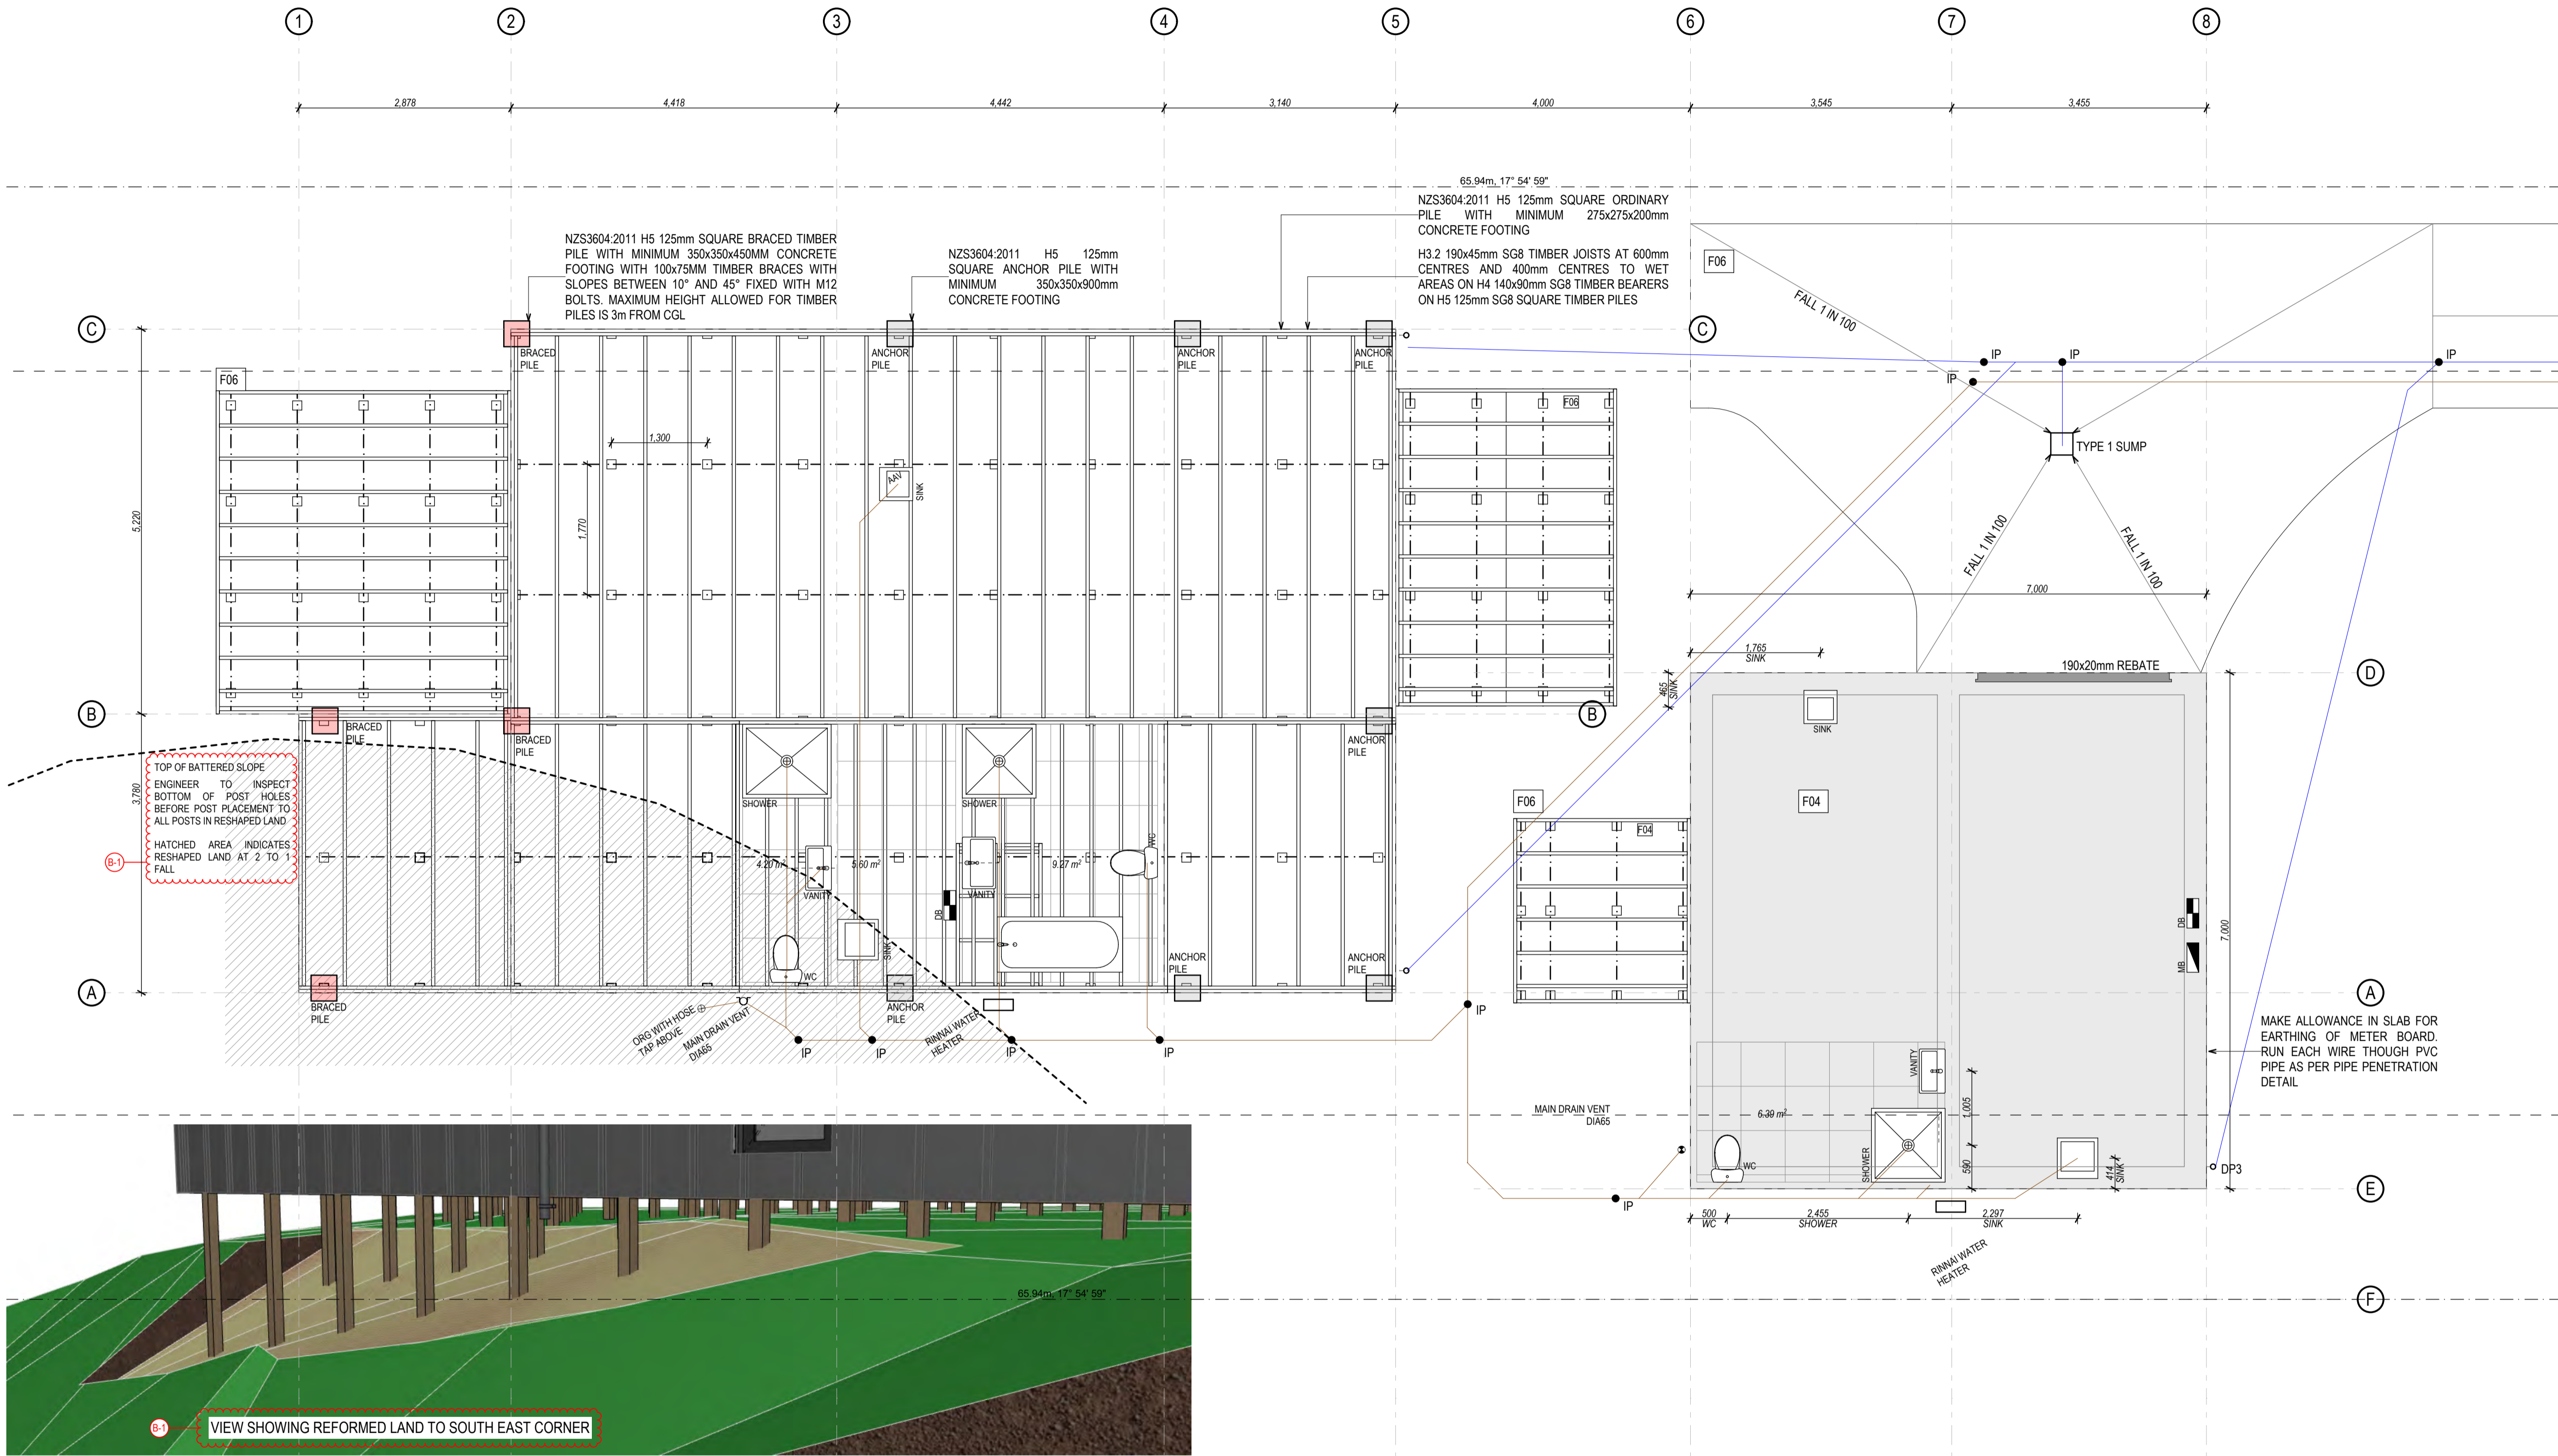 1
2
3
4
5
6
7
8
2,878
4,418
4,442
3,140
4,000
3,545
3,455
65.94m, 17° 54' 59"
NZS3604:2011 H5 125mm SQUARE BRACED TIMBER
PILE WITH MINIMUM 350x350x450MM CONCRETE
FOOTING WITH 100x75MM TIMBER BRACES WITH
SLOPES BETWEEN 10° AND 45° FIXED WITH M12
BOLTS. MAXIMUM HEIGHT ALLOWED FOR TIMBER
PILES IS 3m FROM CGL
NZS3604:2011 H5 125mm
SQUARE ANCHOR PILE WITH
MINIMUM 350x350x900mm
CONCRETE FOOTING
NZS3604:2011 H5 125mm SQUARE ORDINARY
PILE WITH MINIMUM 275x275x200mm
CONCRETE FOOTING
H3.2 190x45mm SG8 TIMBER JOISTS AT 600mm
CENTRES AND 400mm CENTRES TO WET
AREAS ON H4 140x90mm SG8 TIMBER BEARERS
ON H5 125mm SG8 SQUARE TIMBER PILES
F06
FALL 1 IN 100
C
C
BRACED
PILE
ANCHOR
PILE
ANCHOR
PILE
ANCHOR
PILE
IP
IP
IP
IP
F06
F06
1,300
TYPE 1 SUMP
AAV
SINK
5,220
1,770
FALL 1 IN 100
FALL 1 IN 100
7,000
1,765
SINK
190x20mm REBATE
465
SINK
D
B
B
BRACED
PILE
BRACED
PILE
ANCHOR
PILE
SINK
TOP OF BATTERED SLOPE
ENGINEER TO INSPECT
BOTTOM OF POST HOLES
BEFORE POST PLACEMENT TO
ALL POSTS IN RESHAPED LAND
HATCHED AREA INDICATES
RESHAPED LAND AT 2 TO 1
FALL
B-1
3,780
SHOWER
SHOWER
F06
F04
F04
4.20 m²
5.60 m²
9.27 m²
WC
VANITY
VANITY
DB
SINK
WC
DB
MB
7,000
ANCHOR
PILE
ANCHOR
PILE
A
A
BRACED
PILE
ANCHOR
PILE
ORG WITH HOSE
TAP ABOVE
MAIN DRAIN VENT
DIA65
RINNAI WATER
HEATER
IP
IP
IP
IP
IP
MAKE ALLOWANCE IN SLAB FOR
EARTHING OF METER BOARD.
RUN EACH WIRE THOUGH PVC
PIPE AS PER PIPE PENETRATION
DETAIL
VANITY
MAIN DRAIN VENT
DIA65
6.39 m²
1,005
WC
SHOWER
590
414
SINK
DP3
E
IP
500
WC
2,455
SHOWER
2,297
SINK
RINNAI WATER
HEATER
65.94m, 17° 54' 59"
F
B-1
VIEW SHOWING REFORMED LAND TO SOUTH EAST CORNER